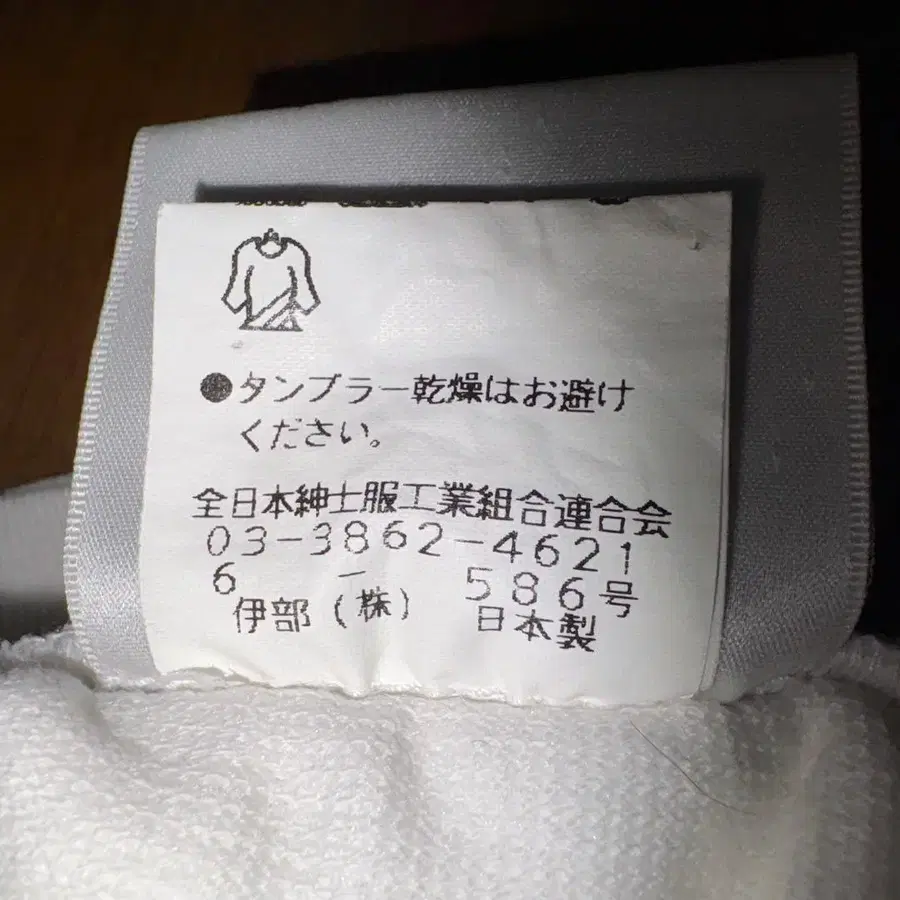 ●タンブラー乾燥はお避け
ください。
全日本紳士服工業組合連合会
03-3862-4621
6 - 586号
伊部(株) 日本製